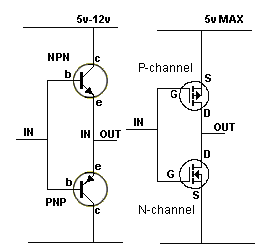 5v-12v
5v MAX
NPN
c
b
e
P-channel
S
G
D
IN
IN OUT
IN
OUT
e
b
PNP
c
D
G
S
N-channel